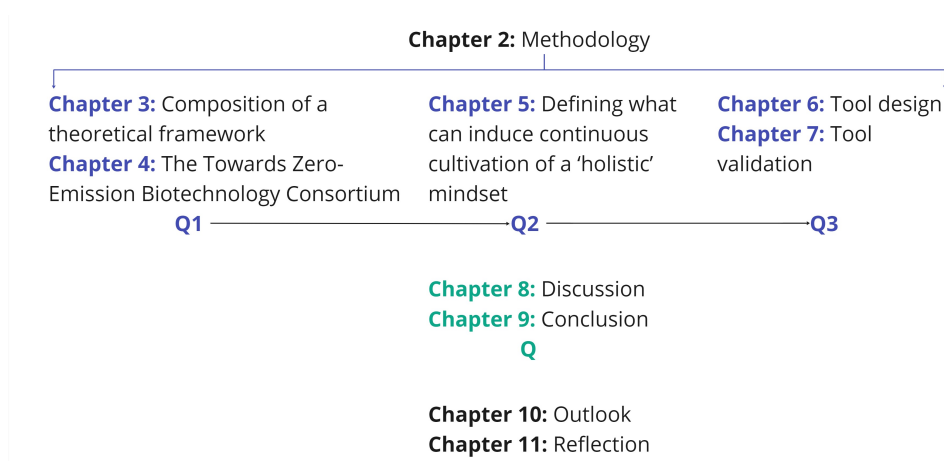 Chapter 2: Methodology
Chapter 3: Composition of a
theoretical framework
Chapter 4: The Towards Zero-
Emission Biotechnology Consortium
Q1
Chapter 5: Defining what
can induce continuous
cultivation of a ‘holistic’
mindset
Q2
Chapter 6: Tool design
Chapter 7: Tool
validation
Q3
Chapter 8: Discussion
Chapter 9: Conclusion
Q
Chapter 10: Outlook
Chapter 11: Reflection